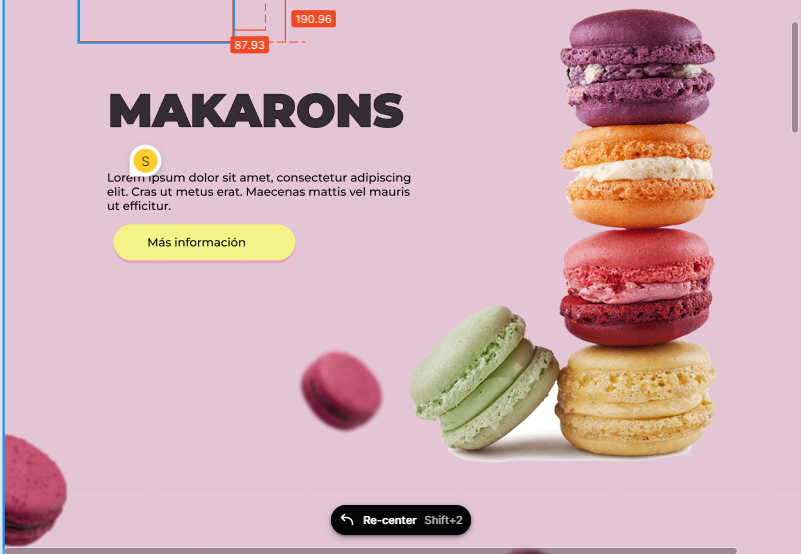 190.96
87.93
MAKARONS
S
Lorem ipsum dolor sit amet, consectetur adipiscing
elit. Cras ut metus erat. Maecenas mattis vel mauris
ut efficitur.
Más información
Re-center Shift+2